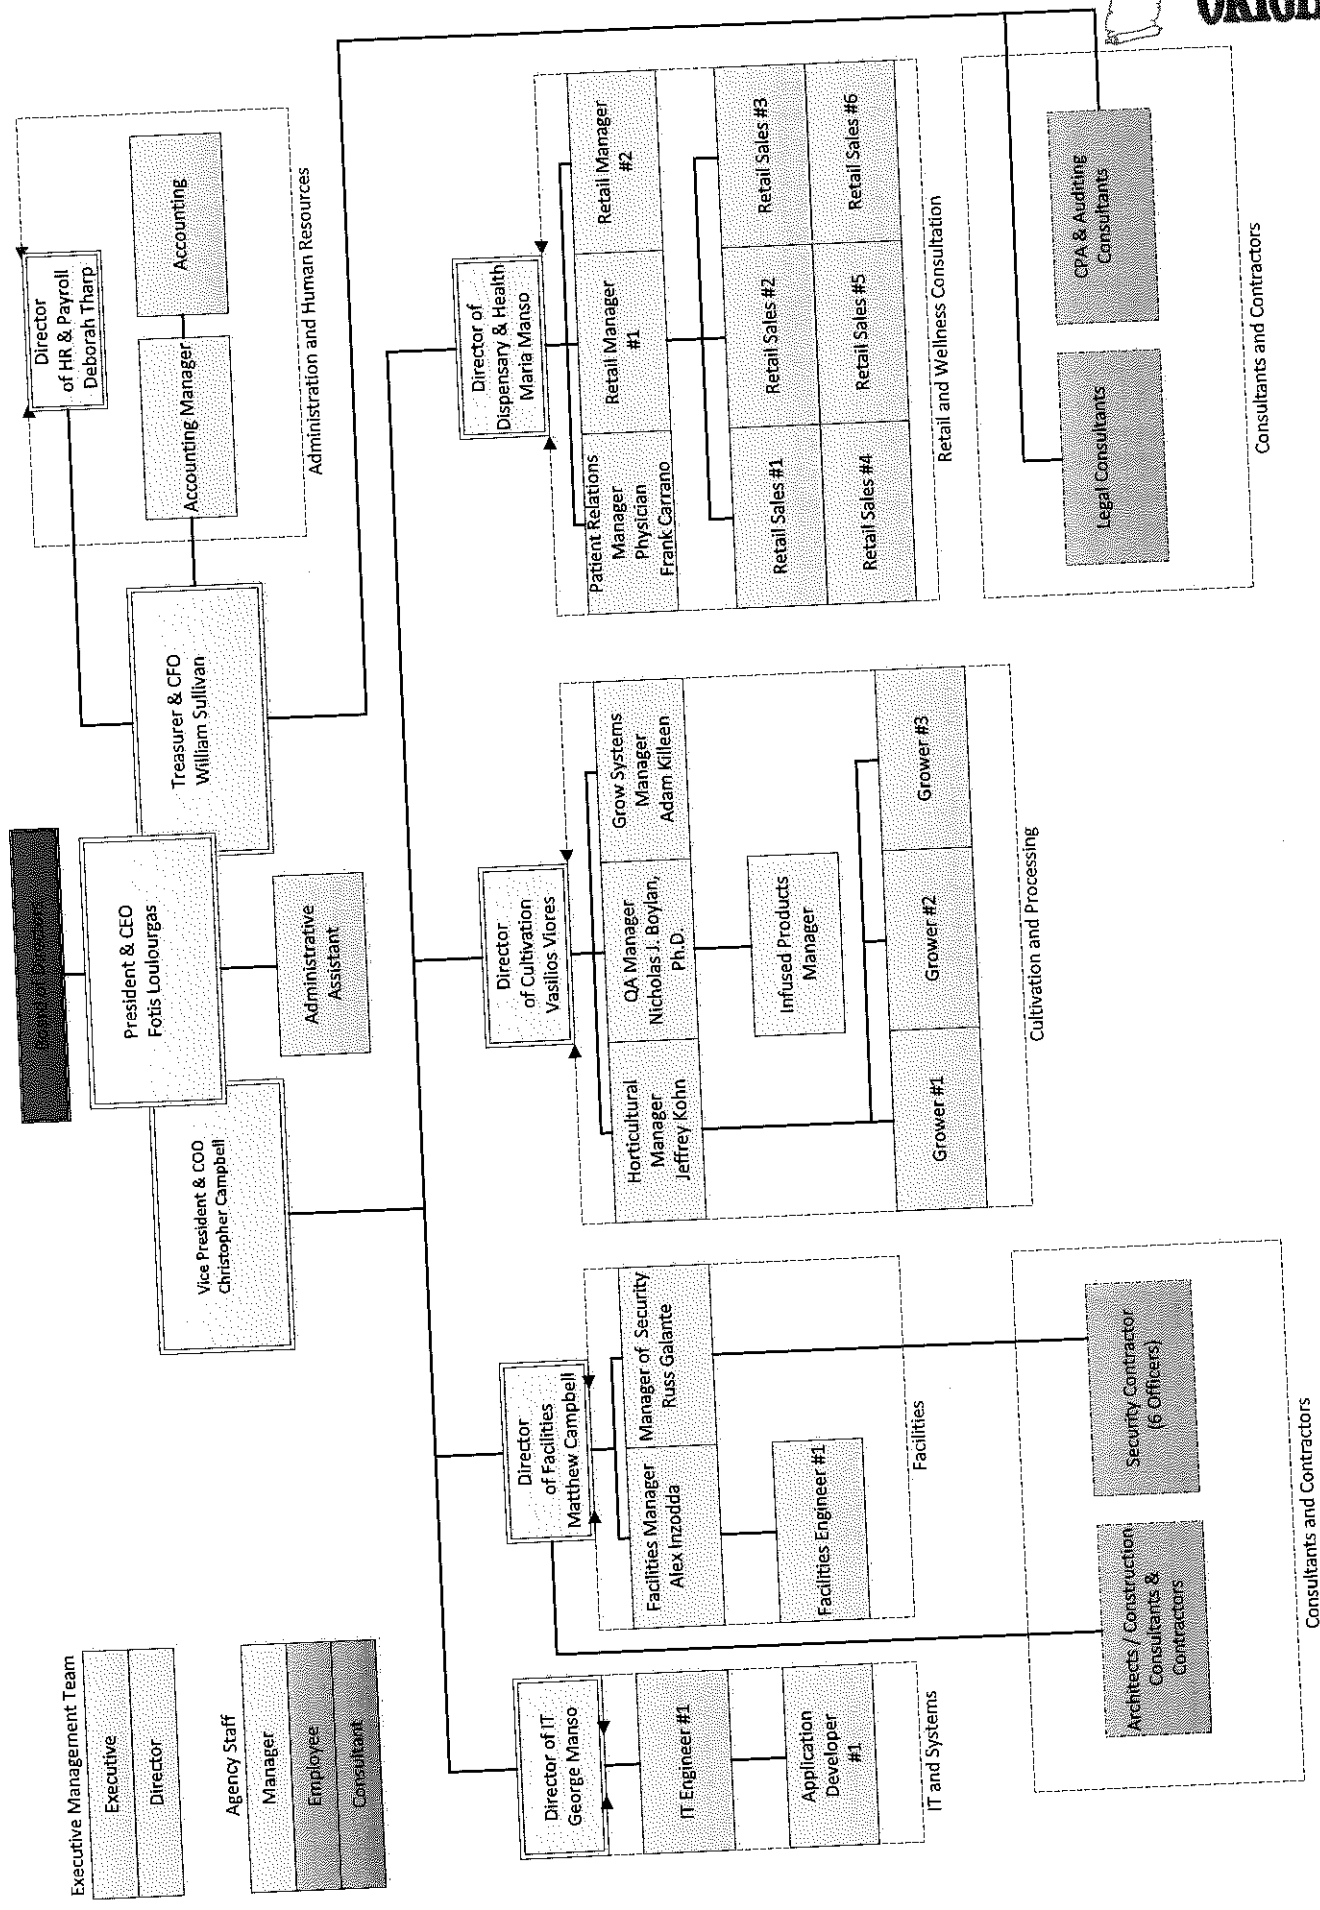 Board of Directors
President & CEO
Fotis Loulourgas
Vice President & COO
Christopher Campbell
Treasurer & CFO
William Sullivan
Administrative
Assistant
Director
of HR & Payroll
Deborah Tharp
Accounting Manager
Accounting
Administration and Human Resources
Executive Management Team
Executive
Director
Agency Staff
Manager
Employee
Consultant
Director of IT
George Manso
IT Engineer #1
Application
Developer
#1
IT and Systems
Director
of Facilities
Matthew Campbell
Facilities Manager
Alex Inzodda
Manager of Security
Russ Galante
Facilities Engineer #1
Facilities
Director
of Cultivation
Vasilios Viores
Horticultural
Manager
Jeffrey Kohn
QA Manager
Nicholas J. Boylan,
Ph.D
Grow Systems
Manager
Adam Killeen
Infused Products
Manager
Grower #1
Grower #2
Grower #3
Cultivation and Processing
Director of
Dispensary & Health
Maria Manso
Patient Relations
Manager
Physician
Frank Carrano
Retail Manager
#1
Retail Manager
#2
Retail Sales #1
Retail Sales #2
Retail Sales #3
Retail Sales #4
Retail Sales #5
Retail Sales #6
Retail and Wellness Consultation
Architects / Construction
Consultants &
Contractors
Security Contractor
(6 Officers)
Consultants and Contractors
Legal Consultants
CPA & Auditing
Consultants
Consultants and Contractors